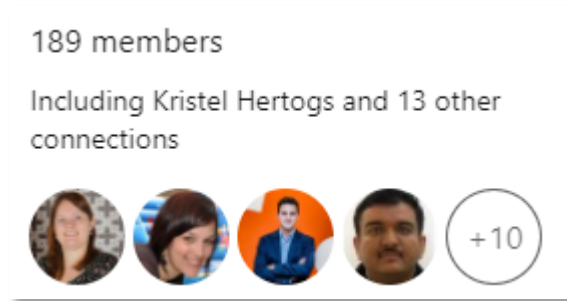 189 members
Including Kristel Hertogs and 13 other
connections
+10